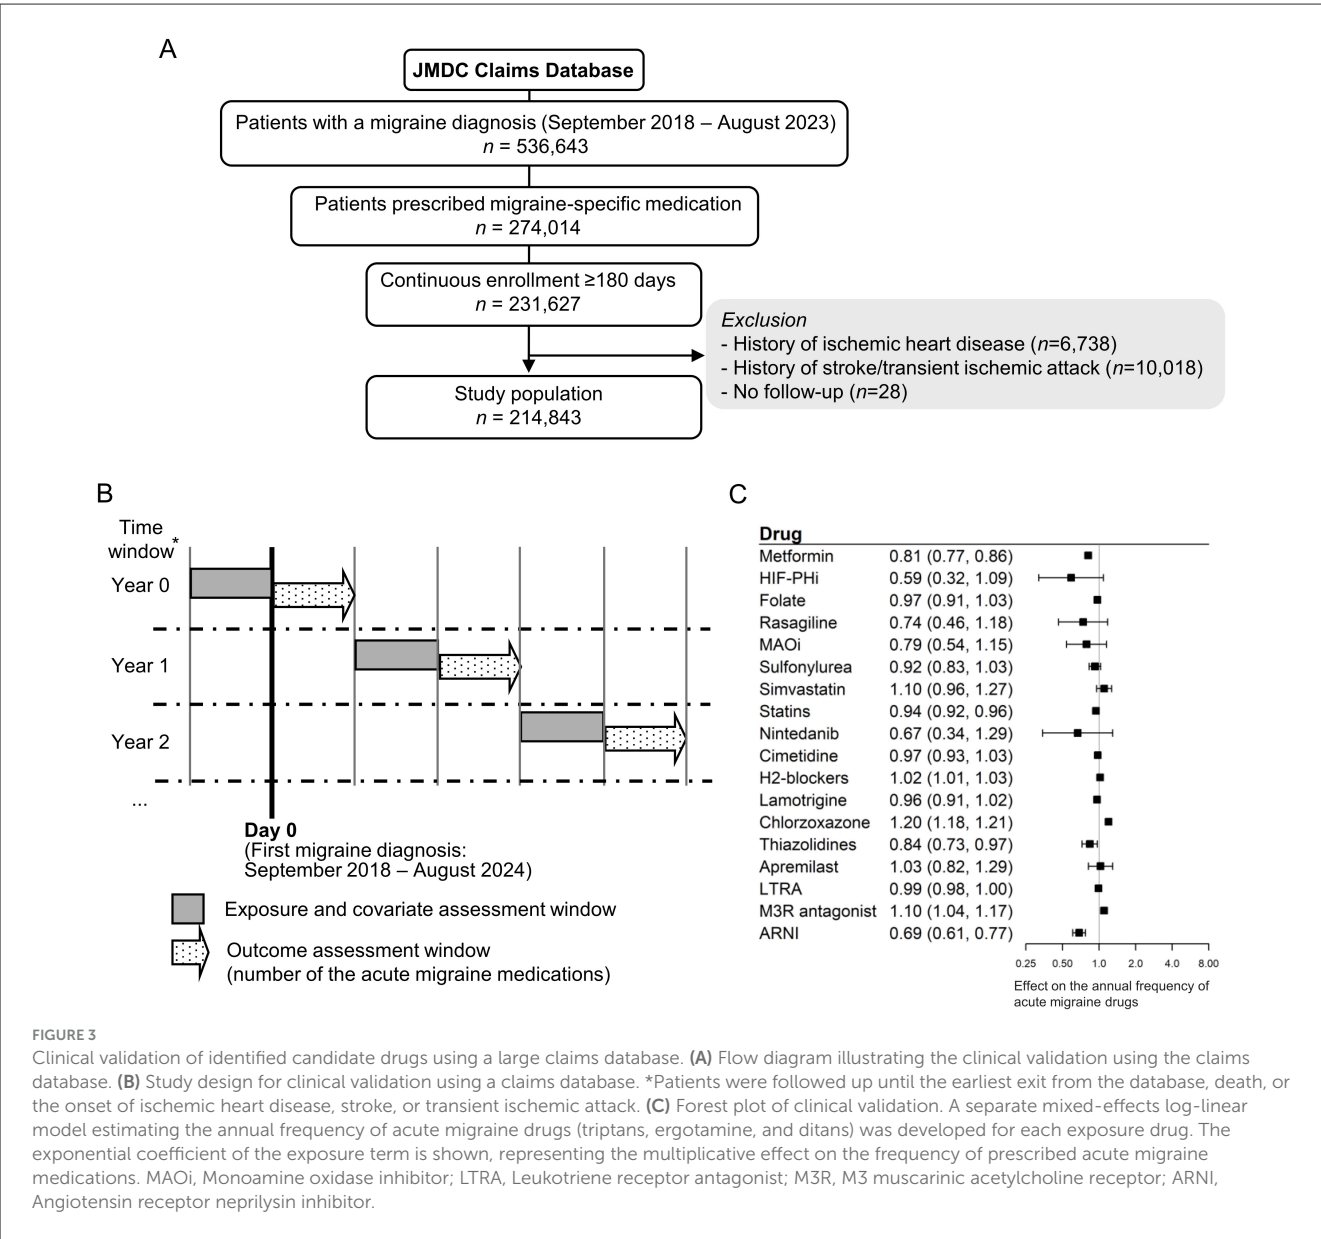 A
JMDC Claims Database
Patients with a migraine diagnosis (September 2018 – August 2023)
n = 536,643
Patients prescribed migraine-specific medication
n = 274,014
Continuous enrollment ≥180 days
n = 231,627
Exclusion
- History of ischemic heart disease (n=6,738)
- History of stroke/transient ischemic attack (n=10,018)
- No follow-up (n=28)
Study population
n = 214,843
B
Time
window*
Year 0
Year 1
Year 2
...
Day 0
(First migraine diagnosis:
September 2018 – August 2024)
Exposure and covariate assessment window
Outcome assessment window
(number of the acute migraine medications)
C
Drug
Metformin 0.81 (0.77, 0.86)
HIF-PHi 0.59 (0.32, 1.09)
Folate 0.97 (0.91, 1.03)
Rasagiline 0.74 (0.46, 1.18)
MAOi 0.79 (0.54, 1.15)
Sulfonylurea 0.92 (0.83, 1.03)
Simvastatin 1.10 (0.96, 1.27)
Statins 0.94 (0.92, 0.96)
Nintedanib 0.67 (0.34, 1.29)
Cimetidine 0.97 (0.93, 1.03)
H2-blockers 1.02 (1.01, 1.03)
Lamotrigine 0.96 (0.91, 1.02)
Chlorzoxazone 1.20 (1.18, 1.21)
Thiazolidines 0.84 (0.73, 0.97)
Apremilast 1.03 (0.82, 1.29)
LTRA 0.99 (0.98, 1.00)
M3R antagonist 1.10 (1.04, 1.17)
ARNI 0.69 (0.61, 0.77)
0.25 0.50 1.0 2.0 4.0 8.00
Effect on the annual frequency of
acute migraine drugs
FIGURE 3
Clinical validation of identified candidate drugs using a large claims database. (A) Flow diagram illustrating the clinical validation using the claims
database. (B) Study design for clinical validation using a claims database. *Patients were followed up until the earliest exit from the database, death, or
the onset of ischemic heart disease, stroke, or transient ischemic attack. (C) Forest plot of clinical validation. A separate mixed-effects log-linear
model estimating the annual frequency of acute migraine drugs (triptans, ergotamine, and ditans) was developed for each exposure drug. The
exponential coefficient of the exposure term is shown, representing the multiplicative effect on the frequency of prescribed acute migraine
medications. MAOi, Monoamine oxidase inhibitor; LTRA, Leukotriene receptor antagonist; M3R, M3 muscarinic acetylcholine receptor; ARNI,
Angiotensin receptor neprilysin inhibitor.